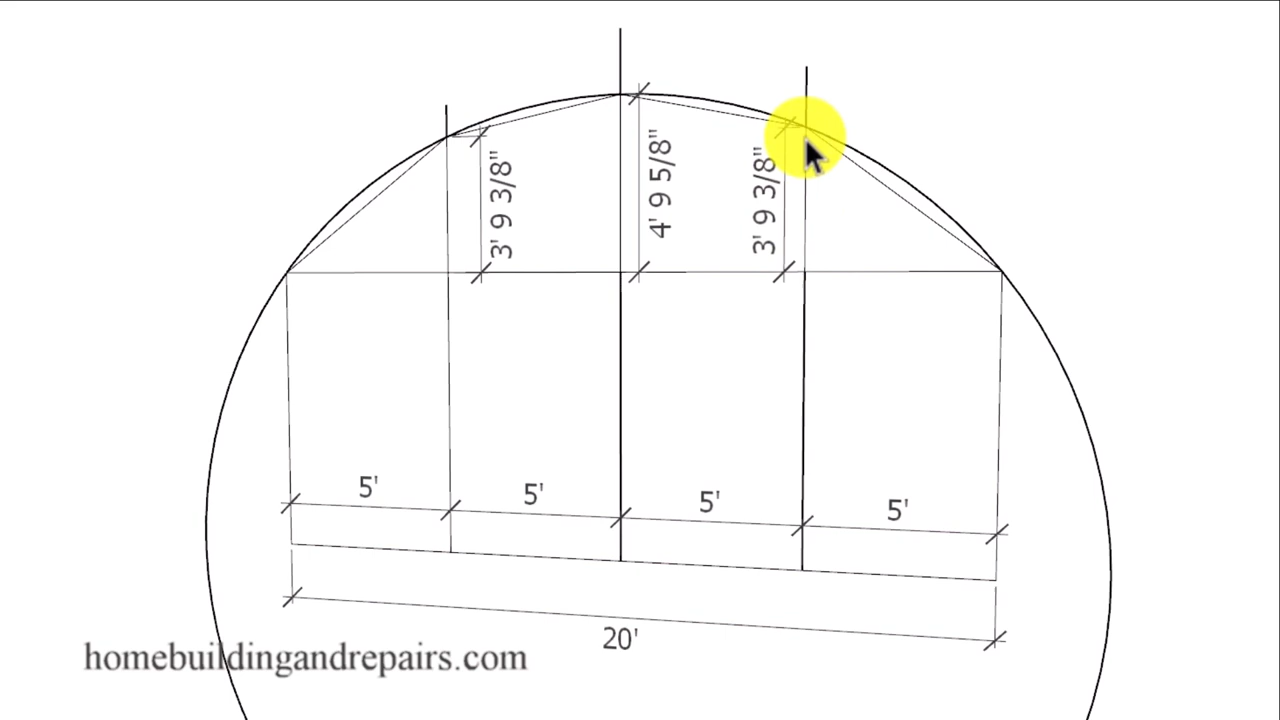 3' 9 3/8"
4' 9 5/8"
3' 9 3/8"
5'
5'
5'
5'
20'
homebuildingandrepairs.com